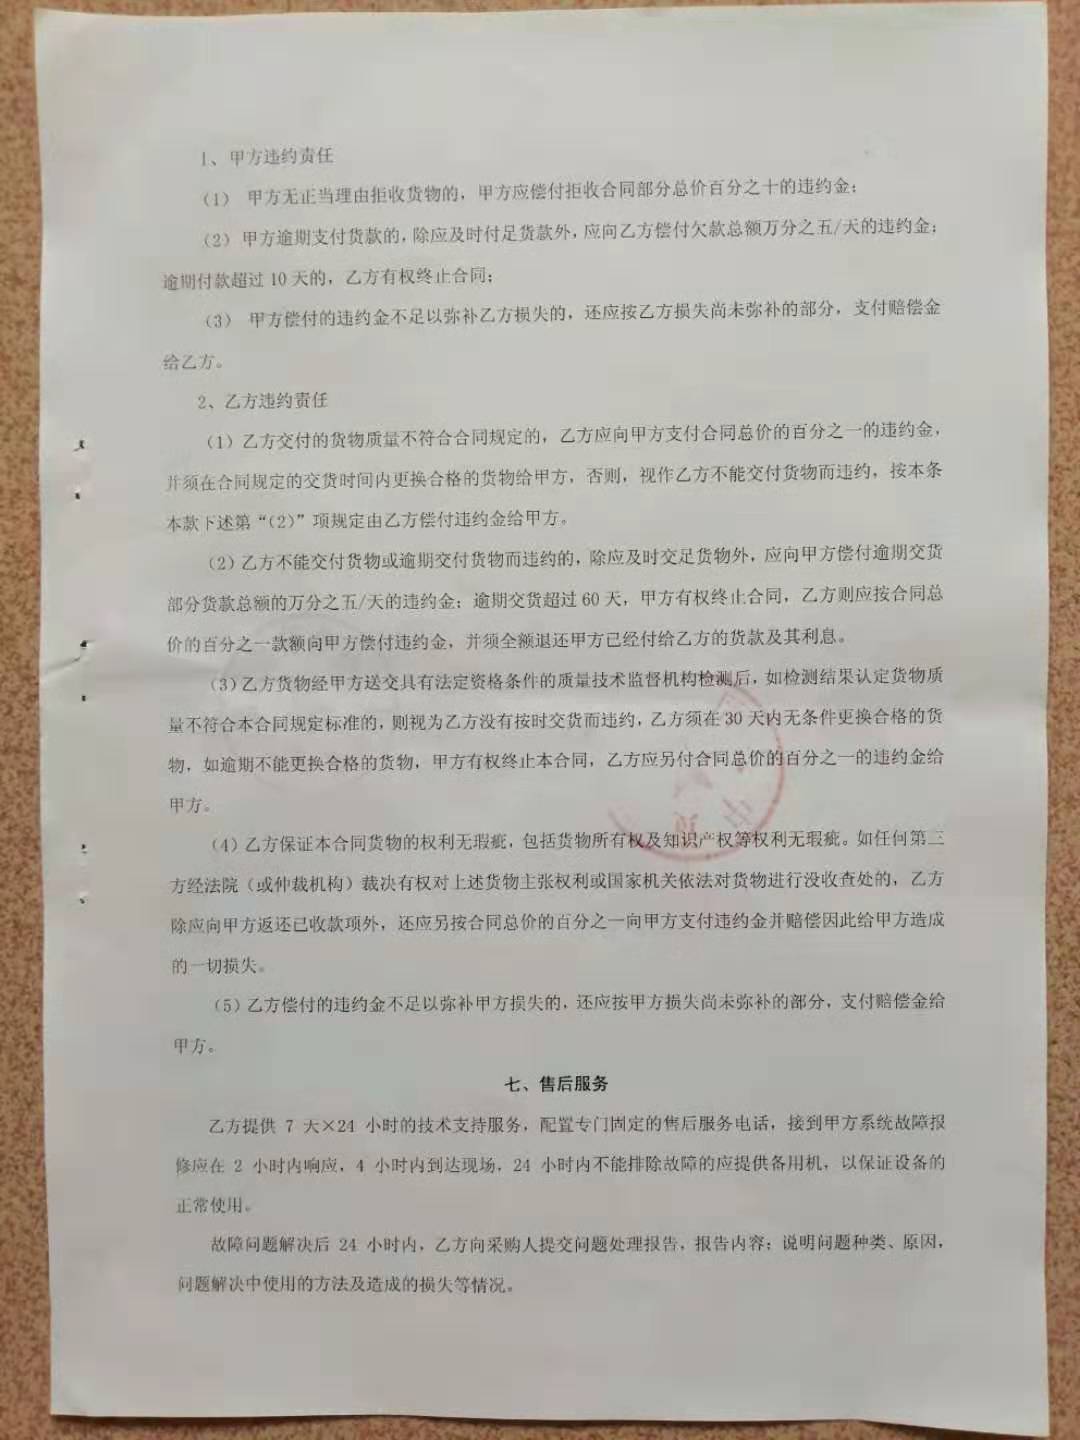 1、甲方违约责任
（1） 甲方无正当理由拒收货物的，甲方应偿付拒收合同部分总价百分之十的违约金；
（2）甲方逾期支付货款的，除应及时付足货款外，应向乙方偿付欠款总额万分之五/天的违约金；
逾期付款超过 10 天的，乙方有权终止合同；
（3） 甲方偿付的违约金不足以弥补乙方损失的，还应按乙方损失尚未弥补的部分，支付赔偿金
给乙方。
2、乙方违约责任
（1）乙方交付的货物质量不符合合同规定的，乙方应向甲方支付合同总价的百分之一的违约金，
并须在合同规定的交货时间内更换合格的货物给甲方，否则，视作乙方不能交付货物而违约，按本条
本款下述第“（2）”项规定由乙方偿付违约金给甲方。
（2）乙方不能交付货物或逾期交付货物而违约的，除应及时交足货物外，应向甲方偿付逾期交货
部分货款总额的万分之五/天的违约金；逾期交货超过 60 天，甲方有权终止合同，乙方则应按合同总
价的百分之一款额向甲方偿付违约金，并须全额退还甲方已经付给乙方的货款及其利息。
（3）乙方货物经甲方送交具有法定资格条件的质量技术监督机构检测后，如检测结果认定货物质
量不符合本合同规定标准的，则视为乙方没有按时交货而违约，乙方须在 30 天内无条件更换合格的货
物，如逾期不能更换合格的货物，甲方有权终止本合同，乙方应另付合同总价的百分之一的违约金给
甲方。
（4）乙方保证本合同货物的权利无瑕疵，包括货物所有权及知识产权等权利无瑕疵。如任何第三
方经法院（或仲裁机构）裁决有权对上述货物主张权利或国家机关依法对货物进行没收查处的，乙方
除应向甲方返还已收款项外，还应另按合同总价的百分之一向甲方支付违约金并赔偿因此给甲方造成
的一切损失。
（5）乙方偿付的违约金不足以弥补甲方损失的，还应按甲方损失尚未弥补的部分，支付赔偿金给
甲方。
七、售后服务
乙方提供 7 天×24 小时的技术支持服务，配置专门固定的售后服务电话，接到甲方系统故障报
修应在 2 小时内响应，4 小时内到达现场，24 小时内不能排除故障的应提供备用机，以保证设备的
正常使用。
故障问题解决后 24 小时内，乙方向采购人提交问题处理报告，报告内容：说明问题种类、原因，
问题解决中使用的方法及造成的损失等情况。